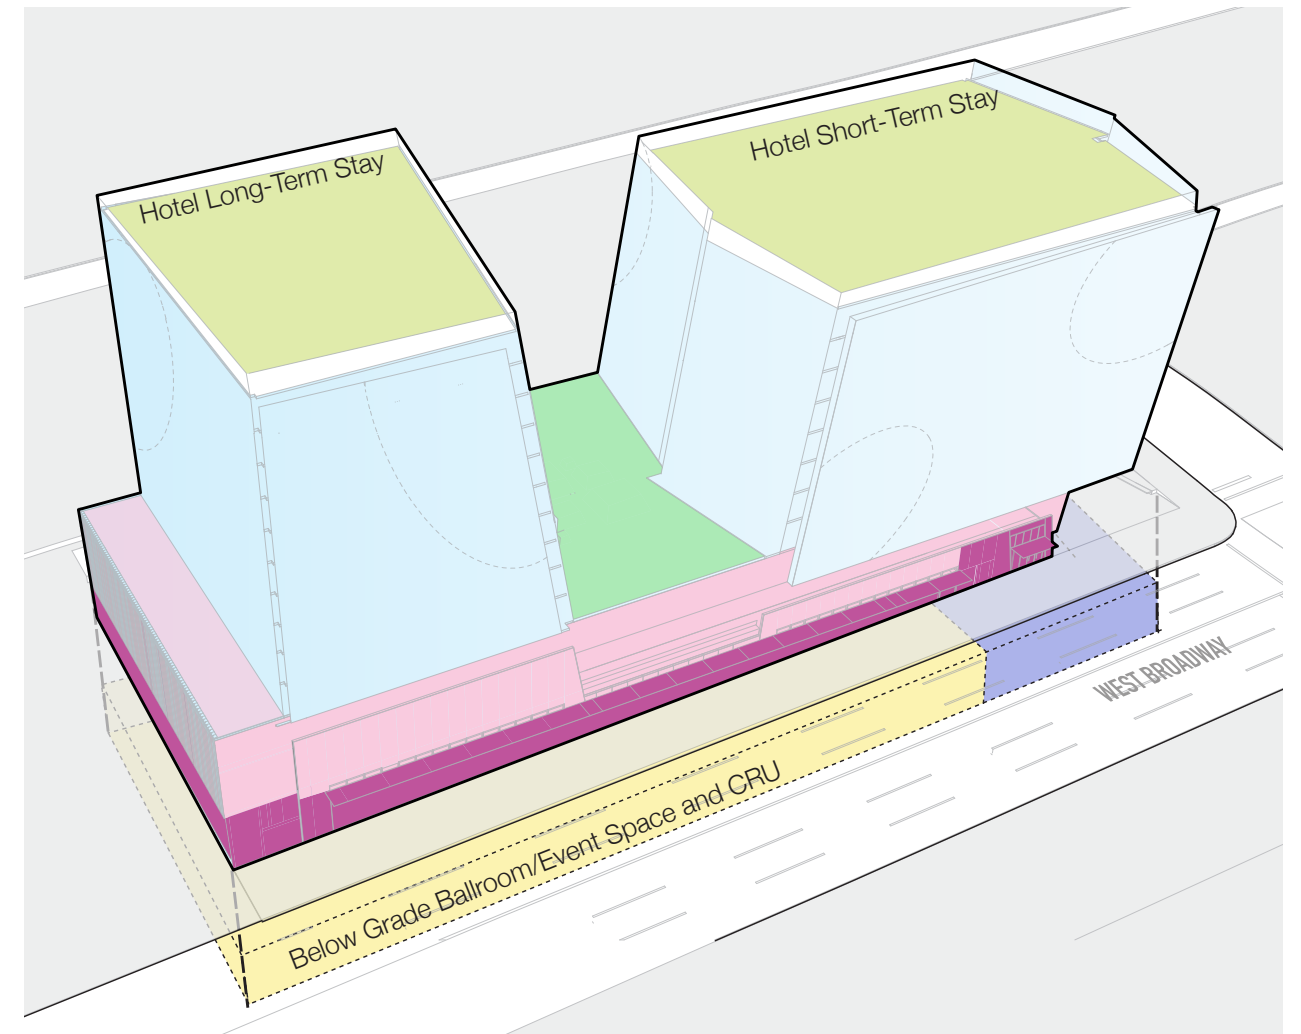 Hotel Short-Term Stay
Hotel Long-Term Stay
WEST BROADWAY
Below Grade Ballroom/Event Space and CRU